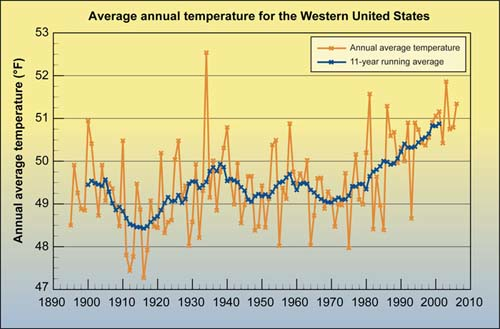 Average annual temperature for the Western United States
Annual average temperature (°F)
53
52
51
50
49
48
47
Annual average temperature
11-year running average
1890 1900 1910 1920 1930 1940 1950 1960 1970 1980 1990 2000 2010